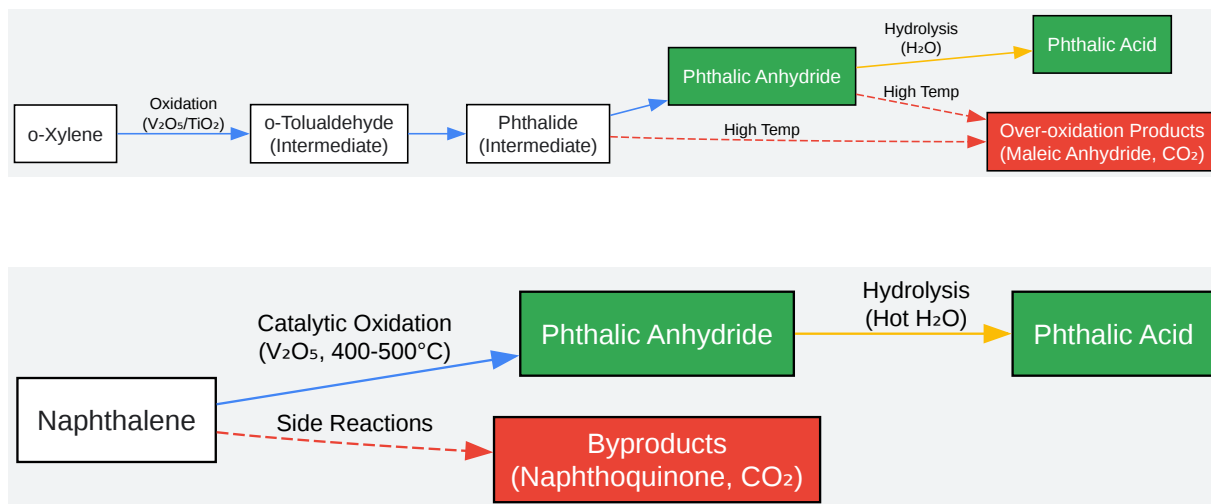 o-Xylene
Oxidation
(V₂O₅/TiO₂)
o-Tolualdehyde
(Intermediate)
Phthalide
(Intermediate)
Phthalic Anhydride
Hydrolysis
(H₂O)
Phthalic Acid
High Temp
High Temp
Over-oxidation Products
(Maleic Anhydride, CO₂)
Naphthalene
Catalytic Oxidation
(V₂O₅, 400-500°C)
Phthalic Anhydride
Hydrolysis
(Hot H₂O)
Phthalic Acid
Side Reactions
Byproducts
(Naphthoquinone, CO₂)